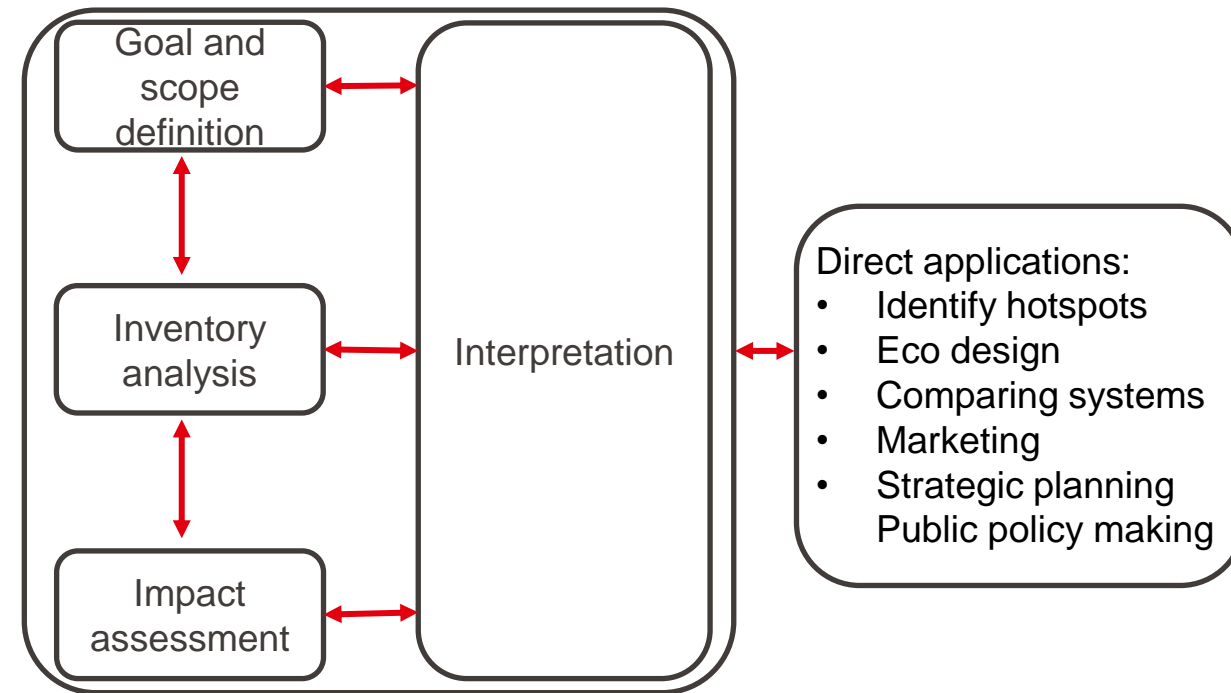 Goal and
scope
definition
Inventory
analysis
Impact
assessment
Interpretation
Direct applications:
• Identify hotspots
• Eco design
• Comparing systems
• Marketing
• Strategic planning
Public policy making